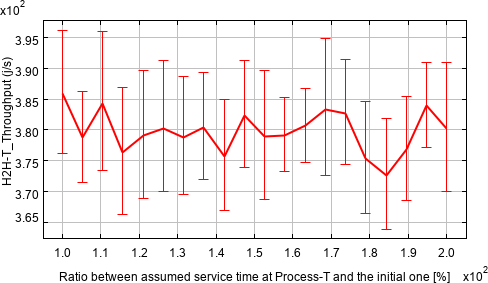 x10²
3.95
3.90
3.85
3.80
3.75
3.70
3.65
H2H-T_Throughput (j/s)
1.0 1.1 1.2 1.3 1.4 1.5 1.6 1.7 1.8 1.9 2.0
Ratio between assumed service time at Process-T and the initial one [%] x10²